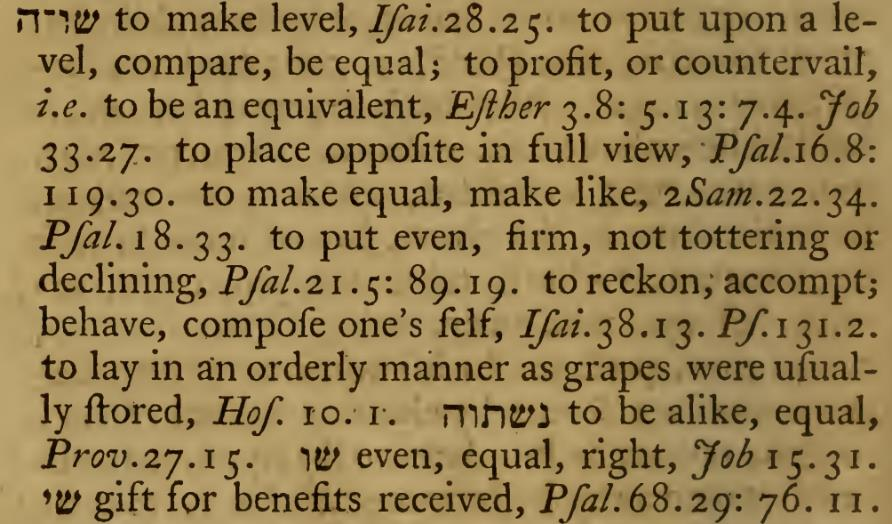 שוה to make level, Iſai.28.25. to put upon a le-
vel, compare, be equal; to profit, or countervail,
i.e. to be an equivalent, Eſther 3.8: 5.13: 7.4. Job
33.27. to place oppoſite in full view, Pſal.16.8:
119.30. to make equal, make like, 2Sam.22.34.
Pſal. 18. 33. to put even, firm, not tottering or
declining, Pſal.21.5: 89.19. to reckon, accompt;
behave, compoſe one's ſelf, Iſai.38.13. Pſ.131.2.
to lay in an orderly manner as grapes were uſual-
ly ſtored, Hoſ. 10. 1. נשתוה to be alike, equal,
Prov.27.15. שו even, equal, right, Job 15.31.
שי gift for benefits received, Pſal.68.29: 76. 11.